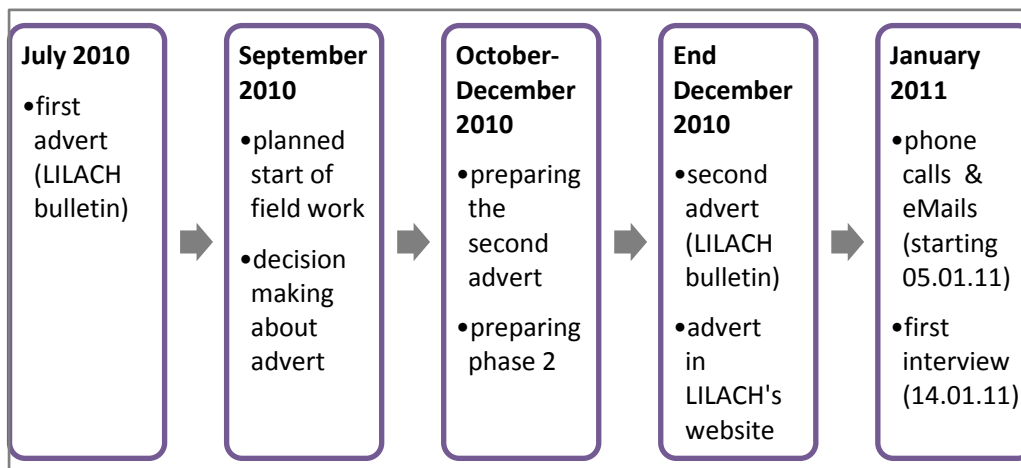 July 2010
•first
advert
(LILACH
bulletin)
September
2010
•planned
start of
field work
•decision
making
about
advert
October-
December
2010
•preparing
the
second
advert
•preparing
phase 2
End
December
2010
•second
advert
(LILACH
bulletin)
•advert
in
LILACH's
website
January
2011
•phone
calls &
eMails
(starting
05.01.11)
•first
interview
(14.01.11)